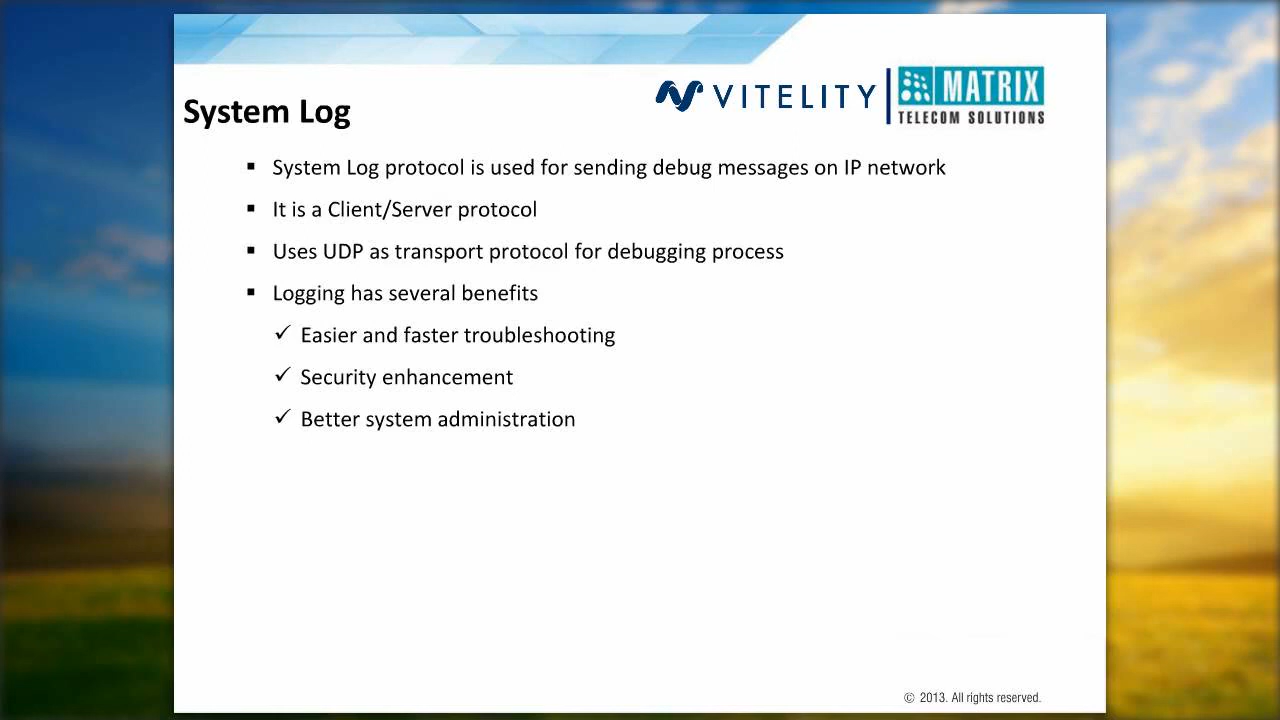 VITELITY
MATRIX
TELECOM SOLUTIONS
System Log
▪ System Log protocol is used for sending debug messages on IP network
▪ It is a Client/Server protocol
▪ Uses UDP as transport protocol for debugging process
▪ Logging has several benefits
✓ Easier and faster troubleshooting
✓ Security enhancement
✓ Better system administration
© 2013. All rights reserved.